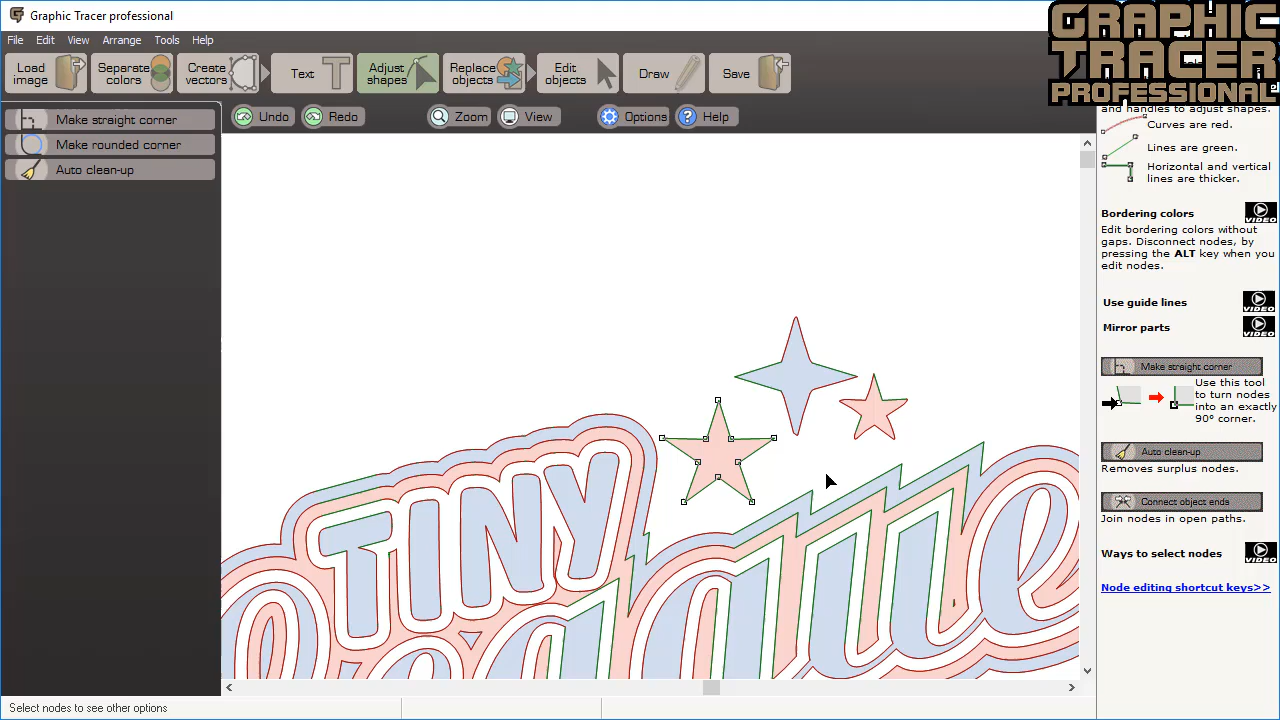 Graphic Tracer professional
GRAPHIC
TRACER
PROFESSIONAL
File Edit View Arrange Tools Help
Load image
Separate colors
Create vectors
Text
Adjust shapes
Replace objects
Edit objects
Draw
Save
Undo
Redo
Zoom
View
Options
Help
Make straight corner
Make rounded corner
Auto clean-up
and handles to adjust shapes.
Curves are red.
Lines are green.
Horizontal and vertical
lines are thicker.
Bordering colors
VIDEO
Edit bordering colors without
gaps. Disconnect nodes, by
pressing the ALT key when you
edit nodes.
Use guide lines
VIDEO
Mirror parts
VIDEO
Make straight corner
Use this tool
to turn nodes
into an exactly
90º corner.
Auto clean-up
Removes surplus nodes.
Connect object ends
Join nodes in open paths.
Ways to select nodes
VIDEO
Node editing shortcut keys>>
TINY
Select nodes to see other options